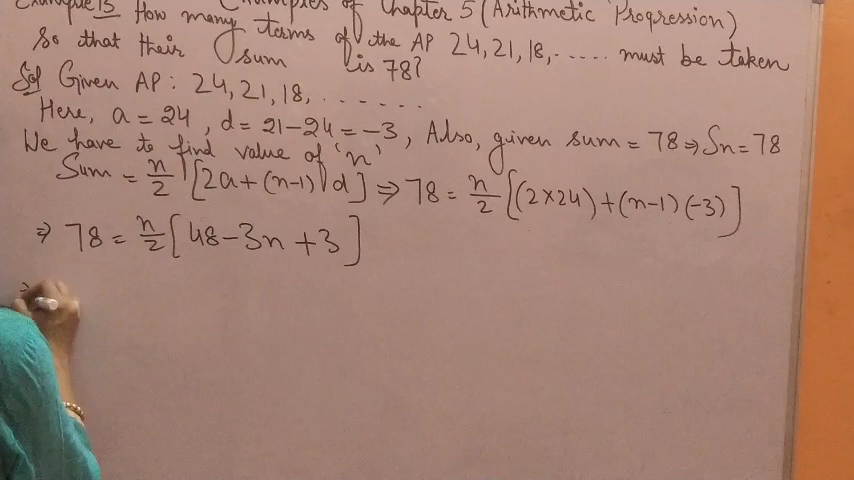 Example 13 How many Examples of Chapter 5 (Arithmetic Progression)
terms of the AP 24, 21, 18, ..... must be taken
so that their sum is 78?
Sol Given AP : 24, 21, 18, .......
Here, a = 24, d = 21-24 = -3, Also, given sum = 78 ⇒ Sn = 78
We have to find value of 'n'
Sum = n/2 [2a + (n-1) d] ⇒ 78 = n/2 [(2×24) + (n-1) (-3)]
⇒ 78 = n/2 [48 - 3n + 3]